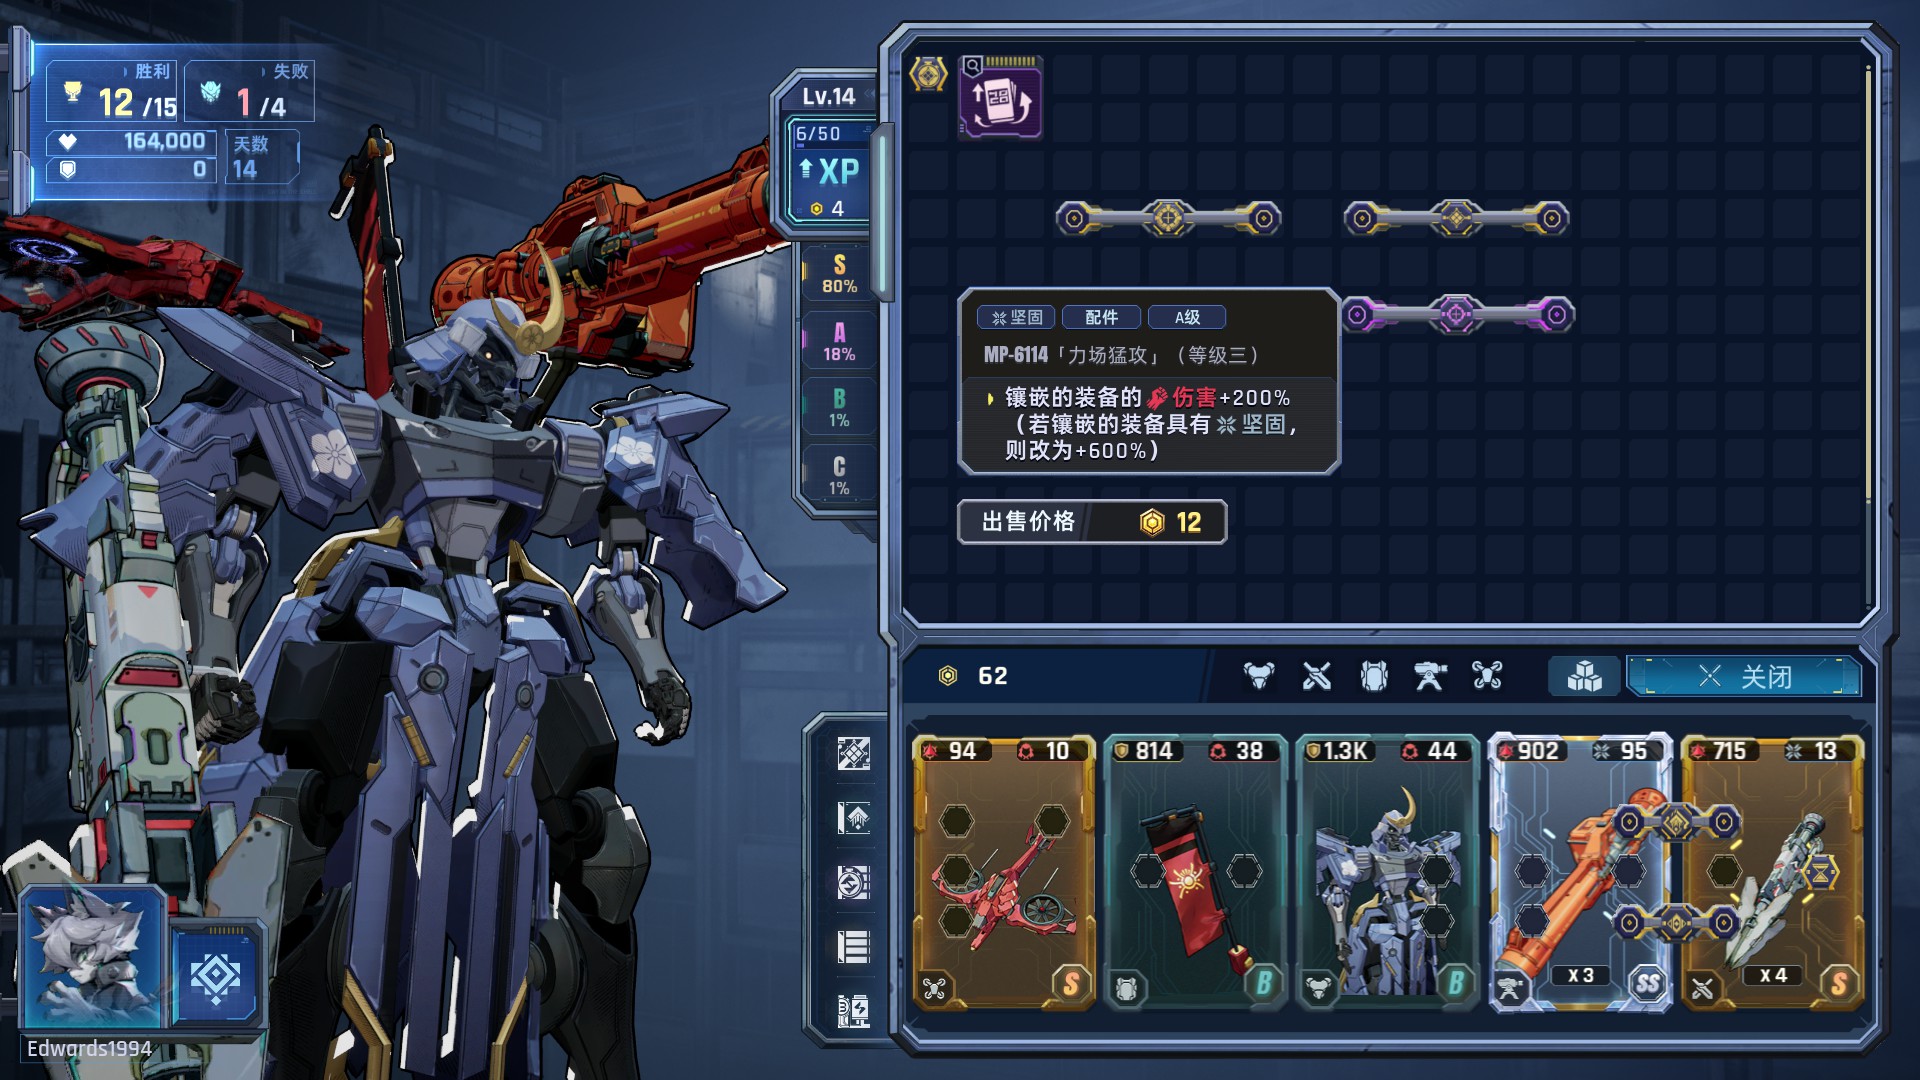 胜利
失败
12 /15
1 /4
164,000
天数
0
14
Lv.14
6/50
XP
4
S
80%
A
18%
B
1%
C
1%
坚固
配件
A级
MP-6114「力场猛攻」（等级三）
镶嵌的装备的伤害+200%
（若镶嵌的装备具有坚固，
则改为+600%）
出售价格
12
62
关闭
94
10
814
38
1.3K
44
902
95
715
13
x3
x4
S
B
B
SS
S
Edwards1994